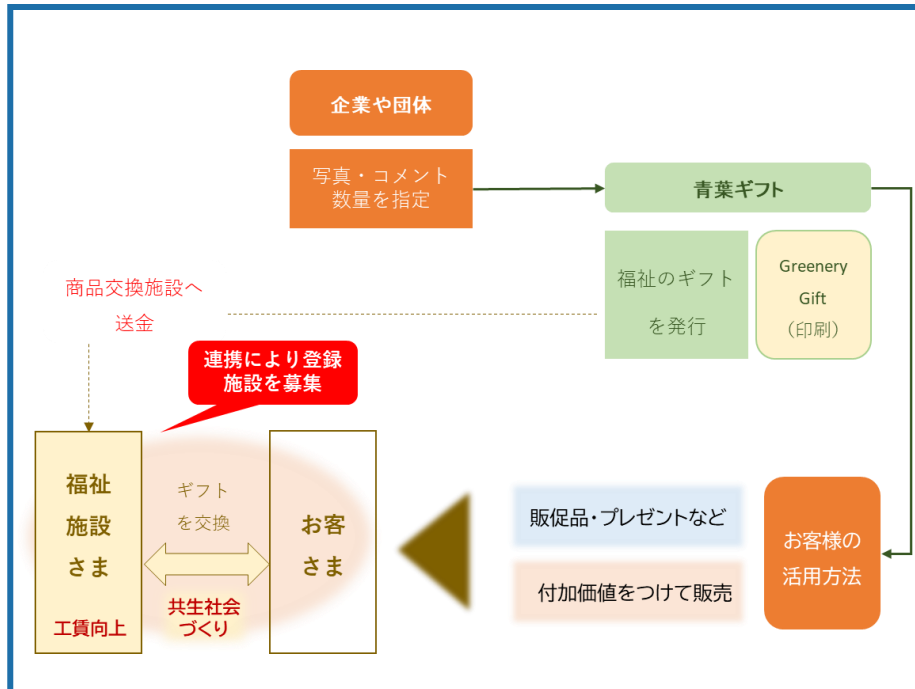 企業や団体
写真・コメント
数量を指定
青葉ギフト
福祉のギフト
を発行
Greenery
Gift
（印刷）
商品交換施設へ
送金
連携により登録
施設を募集
福祉
施設
さま
工賃向上
ギフト
を交換
共生社会
づくり
お客
さま
販促品・プレゼントなど
付加価値をつけて販売
お客様の
活用方法